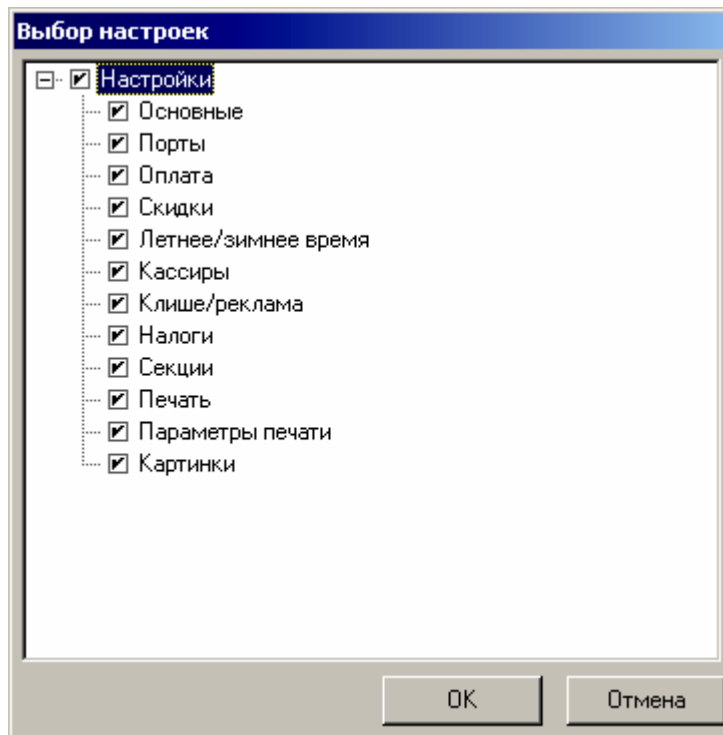 Выбор настроек
Настройки
Основные
Порты
Оплата
Скидки
Летнее/зимнее время
Кассиры
Клише/реклама
Налоги
Секции
Печать
Параметры печати
Картинки
OK Отмена